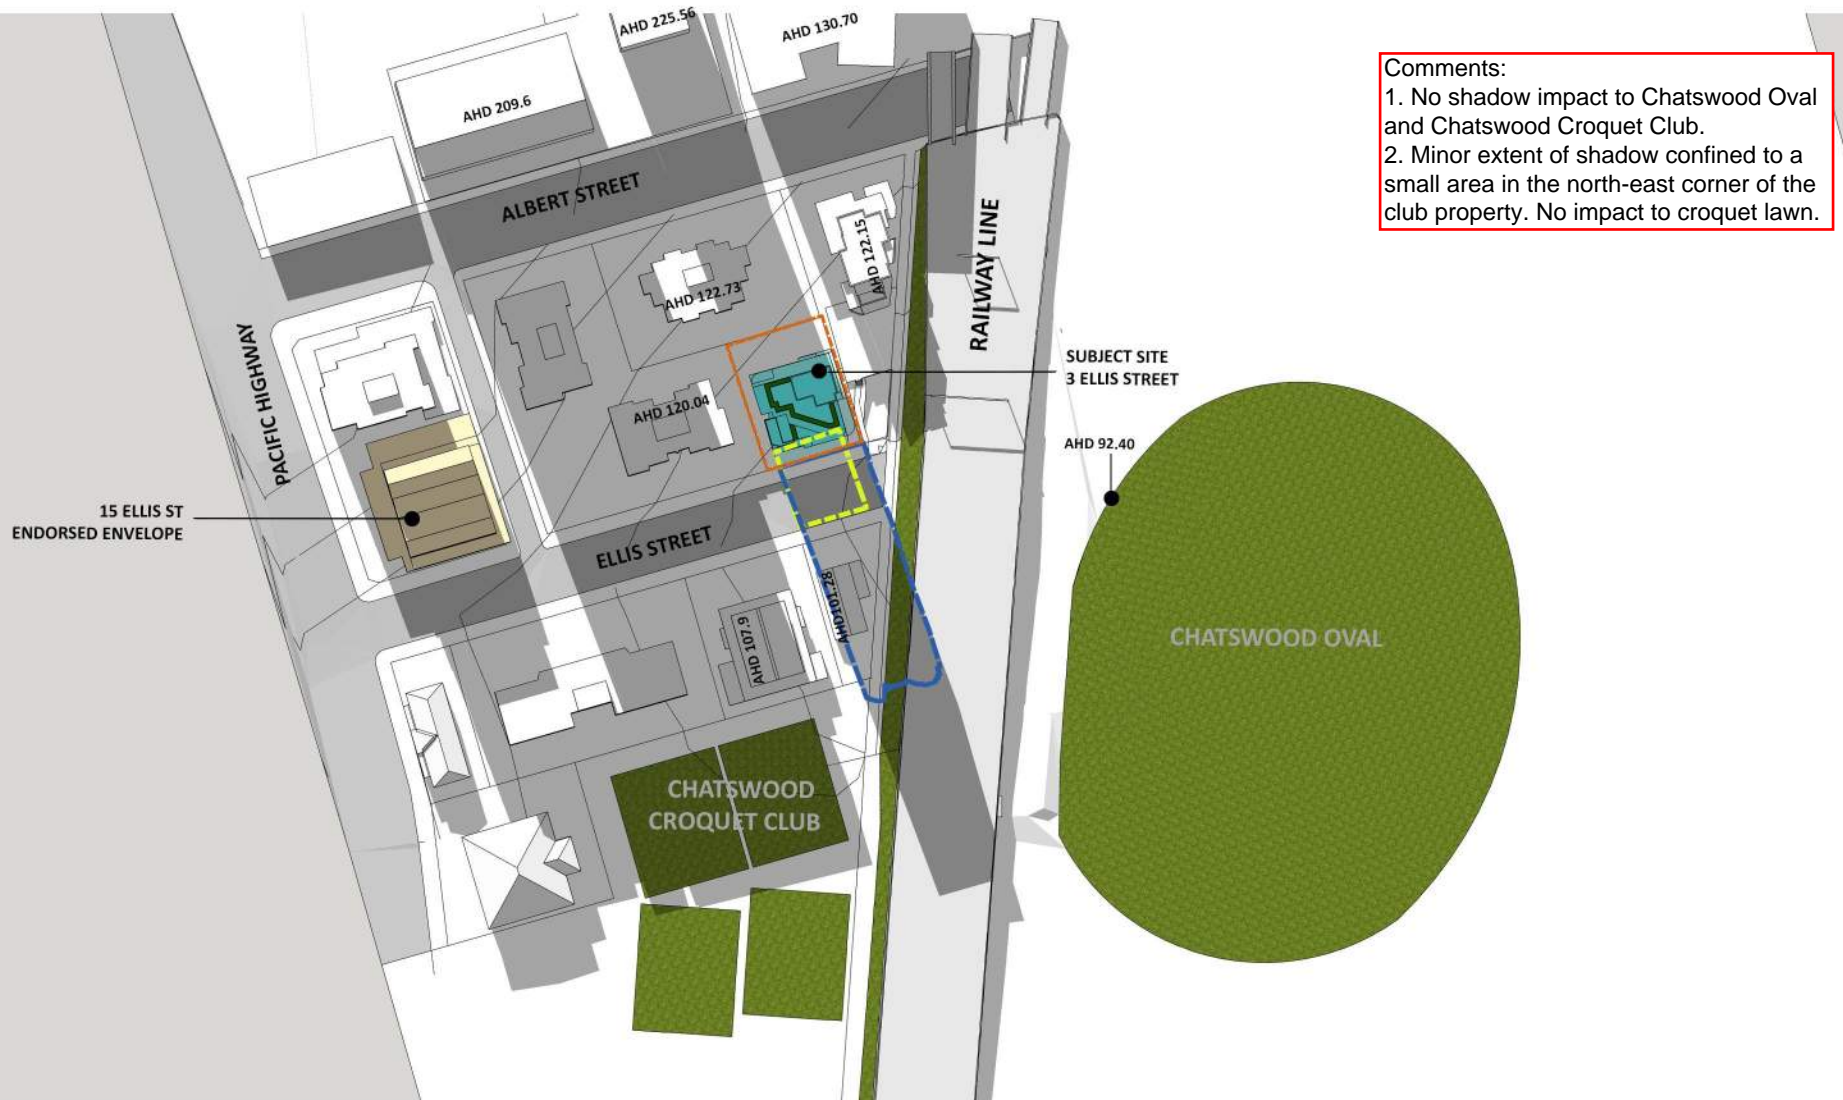 AHD 225.56
AHD 130.70
AHD 209.6
Comments:
1. No shadow impact to Chatswood Oval
and Chatswood Croquet Club.
2. Minor extent of shadow confined to a
small area in the north-east corner of the
club property. No impact to croquet lawn.
ALBERT STREET
AHD 122.15
RAILWAY LINE
AHD 122.73
PACIFIC HIGHWAY
SUBJECT SITE
3 ELLIS STREET
AHD 120.04
AHD 92.40
15 ELLIS ST
ENDORSED ENVELOPE
ELLIS STREET
AHD101.28
AHD 107.9
CHATSWOOD OVAL
CHATSWOOD
CROQUET CLUB